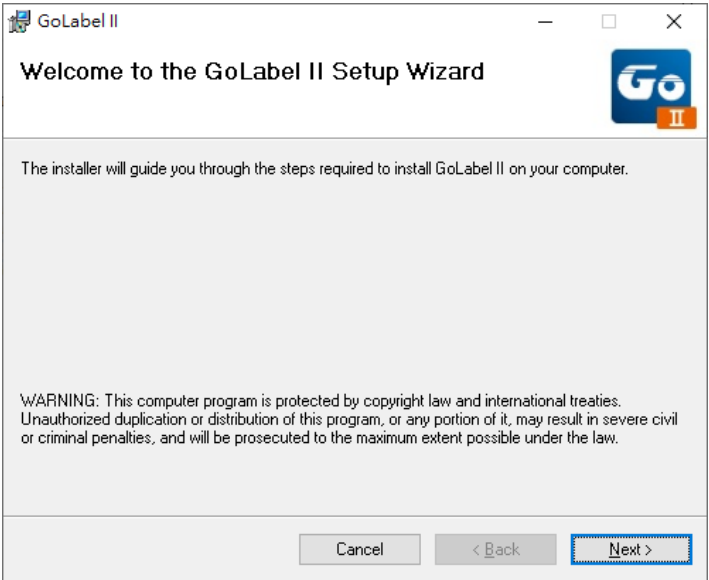 GoLabel II
Welcome to the GoLabel II Setup Wizard
Go
II
The installer will guide you through the steps required to install GoLabel II on your computer.
WARNING: This computer program is protected by copyright law and international treaties.
Unauthorized duplication or distribution of this program, or any portion of it, may result in severe civil
or criminal penalties, and will be prosecuted to the maximum extent possible under the law.
Cancel
< Back
Next >